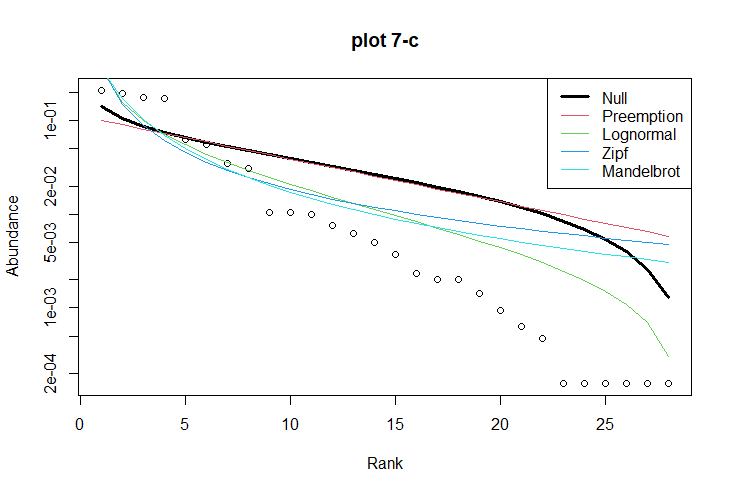 plot 7-c
Null
Preemption
Lognormal
Zipf
Mandelbrot
Abundance
1e-01
2e-02
5e-03
1e-03
2e-04
0 5 10 15 20 25
Rank